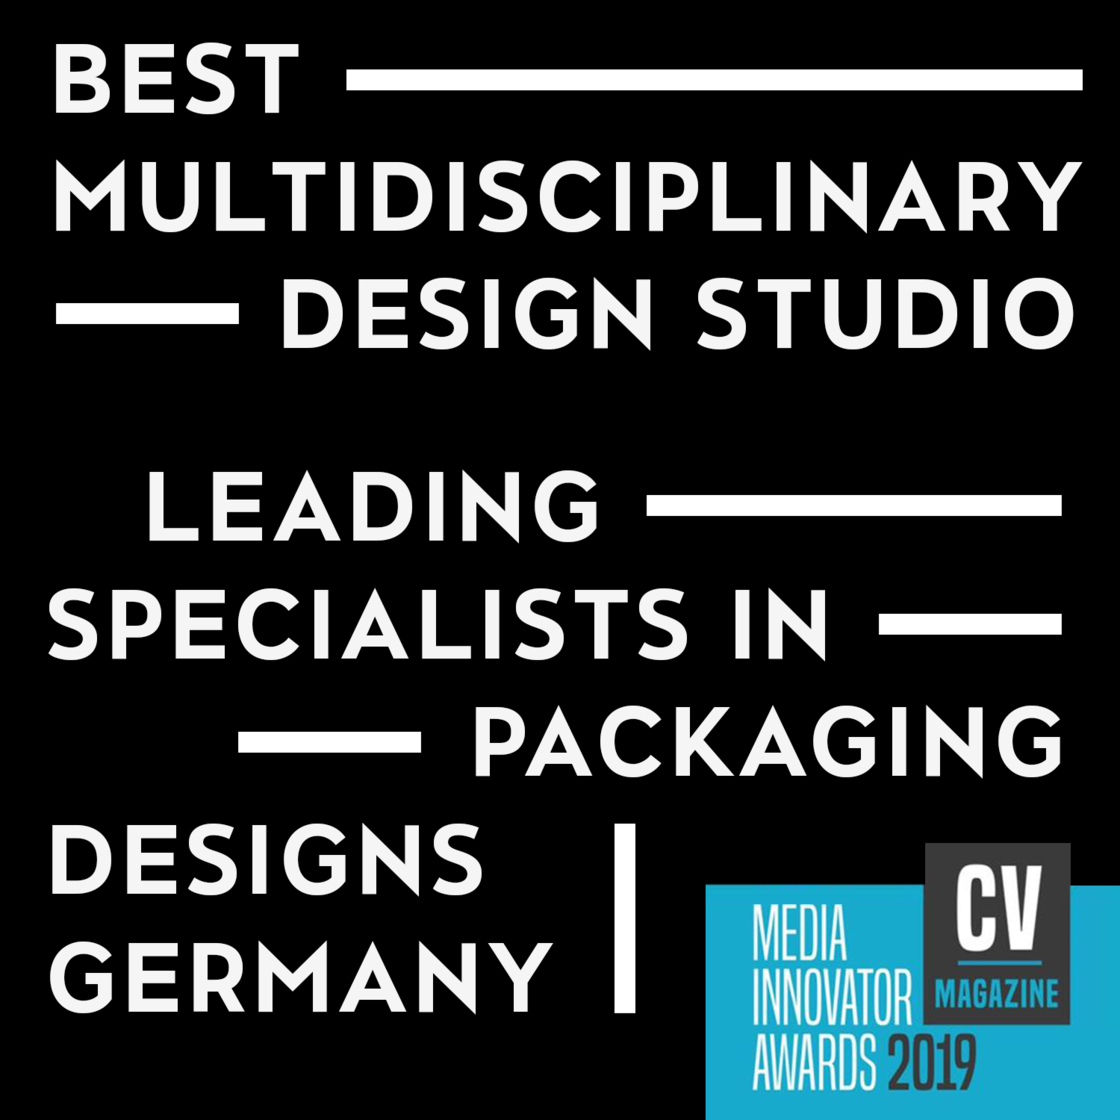 BEST
MULTIDISCIPLINARY
DESIGN STUDIO
LEADING
SPECIALISTS IN
PACKAGING
DESIGNS
GERMANY
MEDIA
INNOVATOR
AWARDS 2019
CV
MAGAZINE